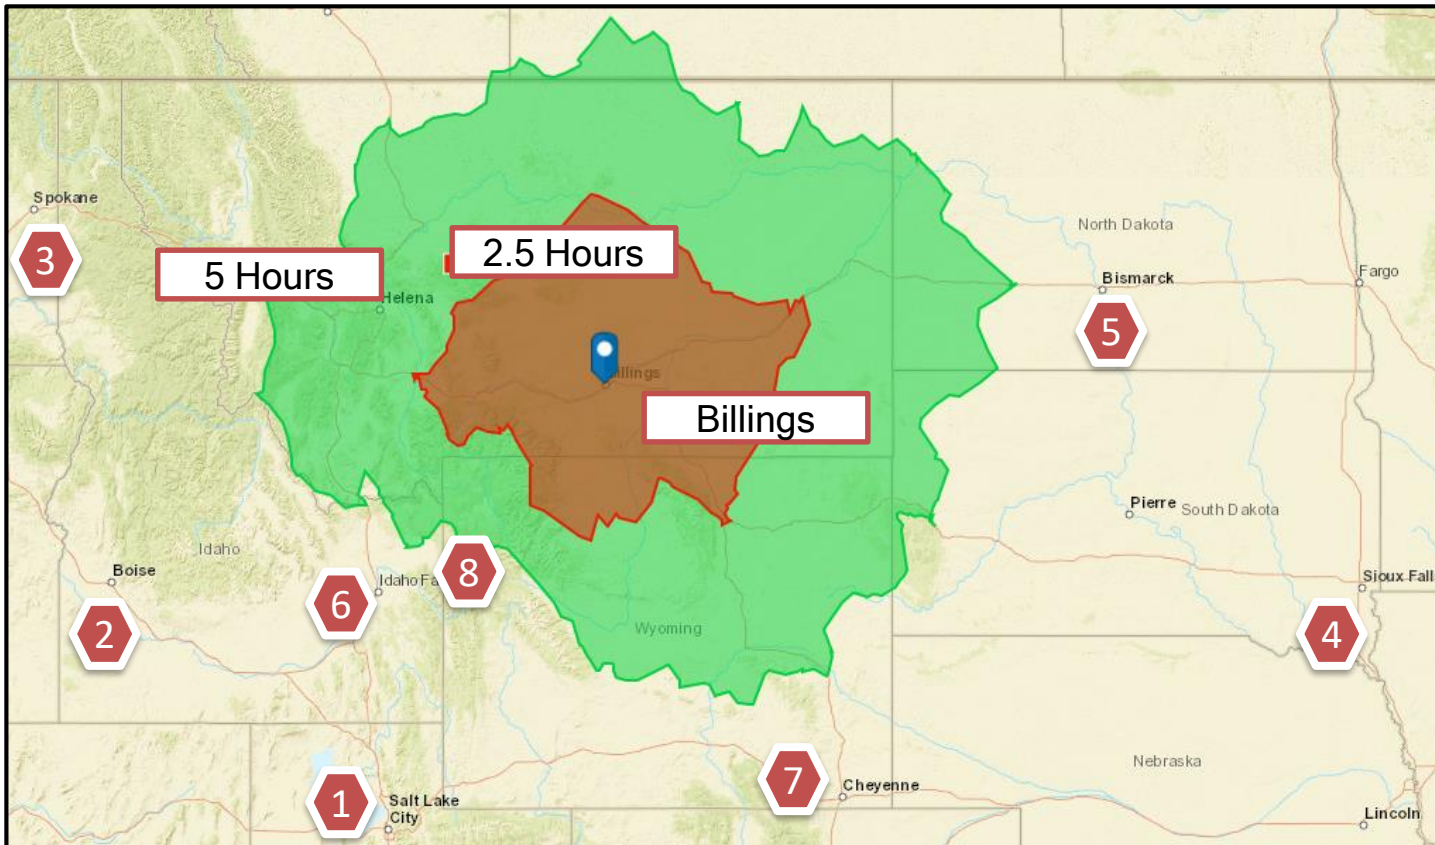 Spokane
3
North Dakota
5 Hours
2.5 Hours
Helena
Bismarck
Fargo
5
illings
Billings
Pierre
South Dakota
Idaho
Boise
8
Idaho Fa
6
Sioux Fall
2
Wyoming
4
Nebraska
7
Cheyenne
1
Salt Lake
City
Lincoln